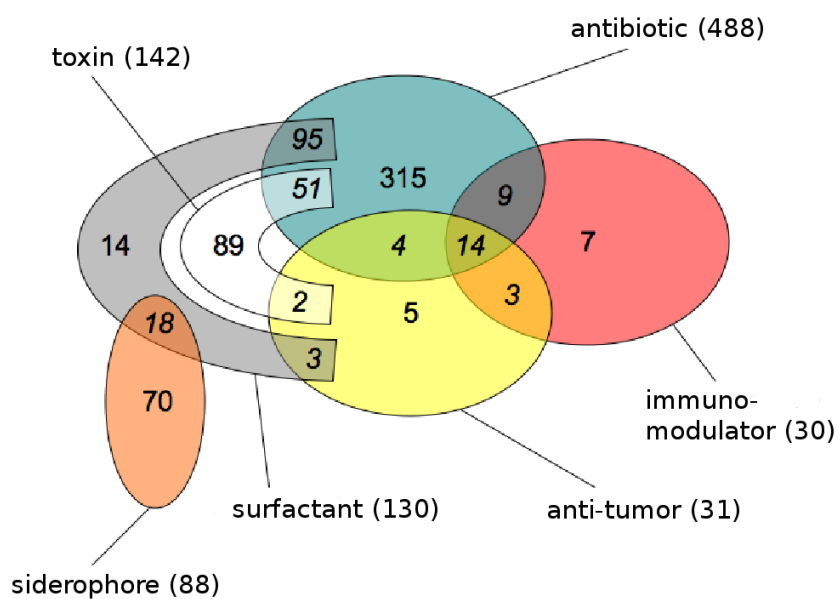 antibiotic (488)
toxin (142)
95
51
315
9
14
89
4
14
7
2
5
3
18
3
70
immuno-
modulator (30)
surfactant (130)
anti-tumor (31)
siderophore (88)